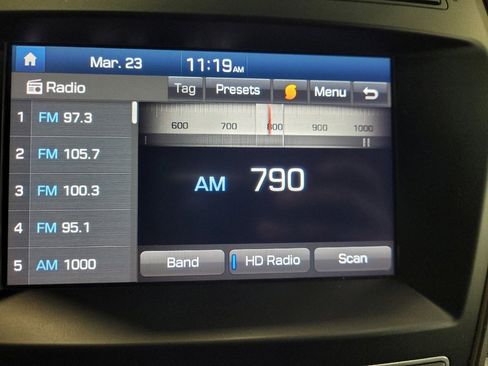 Mar. 23 11:19AM
Radio Tag Presets Menu
1 FM 97.3
600 700 800 900 1000
2 FM 105.7
AM 790
3 FM 100.3
4 FM 95.1
5 AM 1000
Band HD Radio Scan